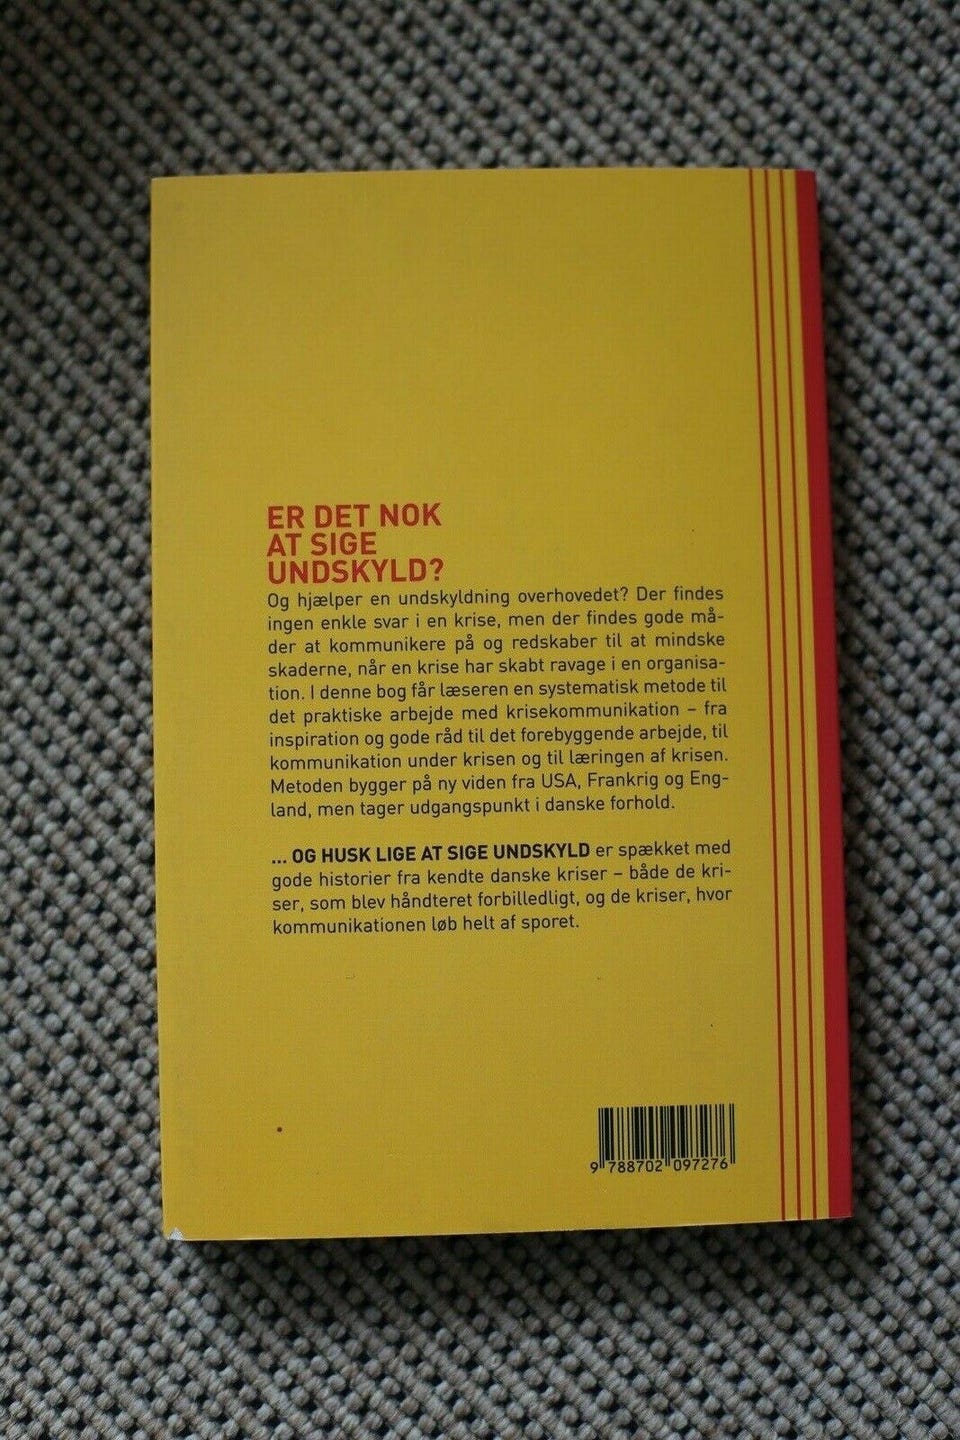 ER DET NOK
AT SIGE
UNDSKYLD?
Og hjælper en undskyldning overhovedet? Der findes
ingen enkle svar i en krise, men der findes gode må-
der at kommunikere på og redskaber til at mindske
skaderne, når en krise har skabt ravage i en organisa-
tion. I denne bog får læseren en systematisk metode til
det praktiske arbejde med krisekommunikation – fra
inspiration og gode råd til det forebyggende arbejde, til
kommunikation under krisen og til læringen af krisen.
Metoden bygger på ny viden fra USA, Frankrig og Eng-
land, men tager udgangspunkt i danske forhold.
... OG HUSK LIGE AT SIGE UNDSKYLD er spækket med
gode historier fra kendte danske kriser – både de kri-
ser, som blev håndteret forbilledligt, og de kriser, hvor
kommunikationen løb helt af sporet.
9 788702 097276